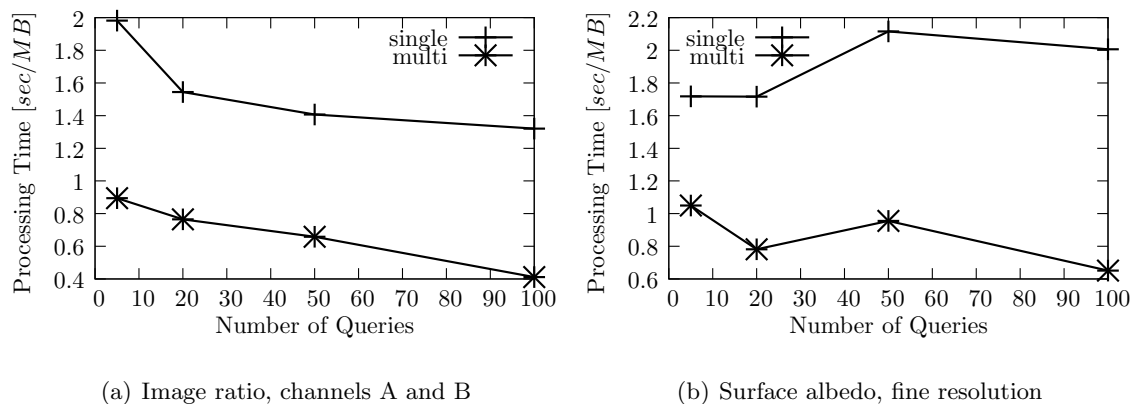 Processing Time [sec/MB]
2
1.8
1.6
1.4
1.2
1
0.8
0.6
0.4
single
multi
0 10 20 30 40 50 60 70 80 90 100
Number of Queries
(a) Image ratio, channels A and B
Processing Time [sec/MB]
2.2
2
1.8
1.6
1.4
1.2
1
0.8
0.6
single
multi
0 10 20 30 40 50 60 70 80 90 100
Number of Queries
(b) Surface albedo, fine resolution